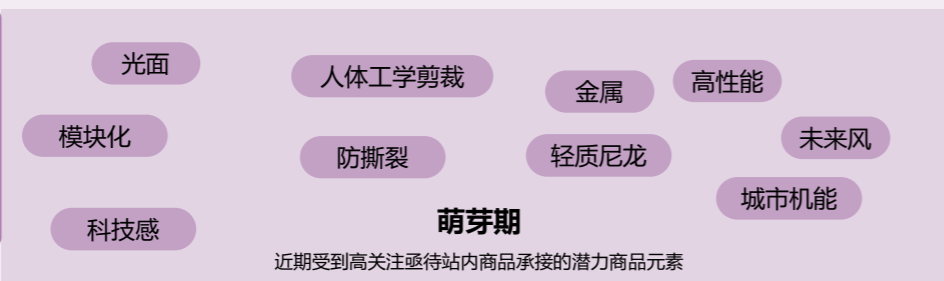 光面
人体工学剪裁
金属
高性能
模块化
防撕裂
轻质尼龙
未来风
城市机能
科技感
萌芽期
近期受到高关注亟待站内商品承接的潜力商品元素